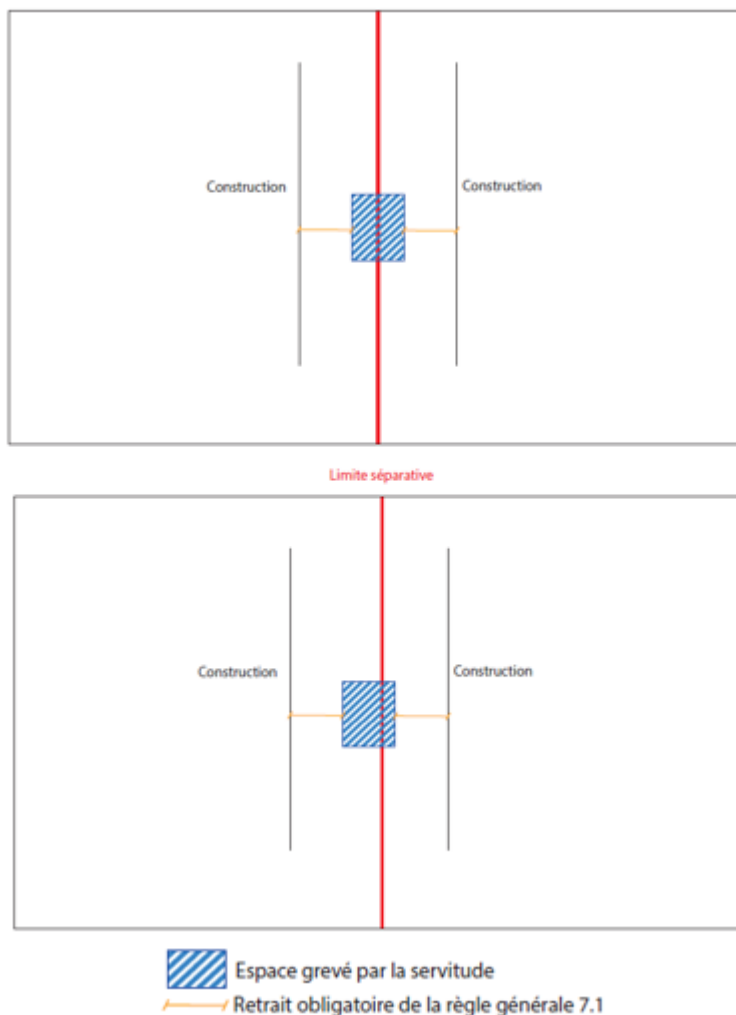 Construction
Construction
Limite séparative
Construction
Construction
Espace grevé par la servitude
Retrait obligatoire de la règle générale 7.1